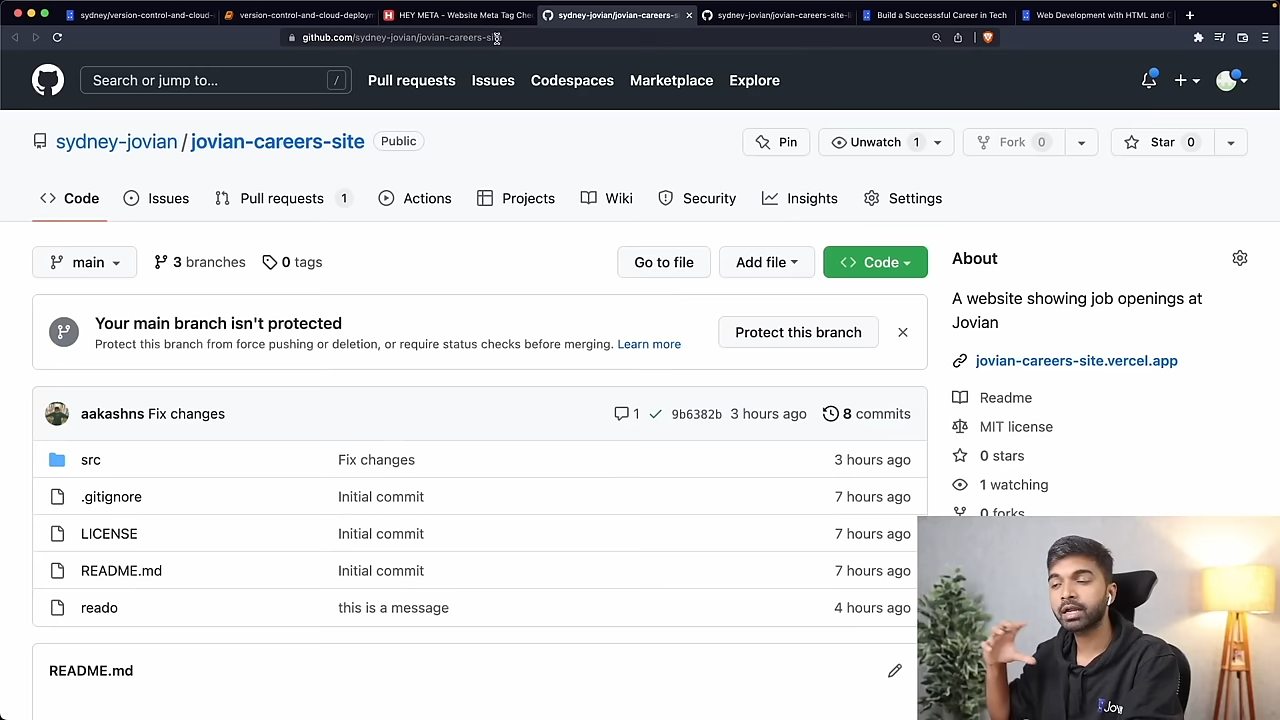 sydney/version-control-and-cloud-
version-control-and-cloud-deploym
HEY META - Website Meta Tag Che
sydney-jovian/jovian-careers-s
sydney-jovian/jovian-careers-site-i
Build a Successsful Career in Tech
Web Development with HTML and C
github.com/sydney-jovian/jovian-careers-site
Search or jump to...
/
Pull requests
Issues
Codespaces
Marketplace
Explore
sydney-jovian / jovian-careers-site
Public
Pin
Unwatch 1
Fork 0
Star 0
Code
Issues
Pull requests 1
Actions
Projects
Wiki
Security
Insights
Settings
main
3 branches
0 tags
Go to file
Add file
Code
Your main branch isn't protected
Protect this branch from force pushing or deletion, or require status checks before merging. Learn more
Protect this branch
aakashns Fix changes
1
9b6382b 3 hours ago
8 commits
src Fix changes 3 hours ago
.gitignore Initial commit 7 hours ago
LICENSE Initial commit 7 hours ago
README.md Initial commit 7 hours ago
reado this is a message 4 hours ago
README.md
About
A website showing job openings at
Jovian
jovian-careers-site.vercel.app
Readme
MIT license
0 stars
1 watching
0 forks
Jov